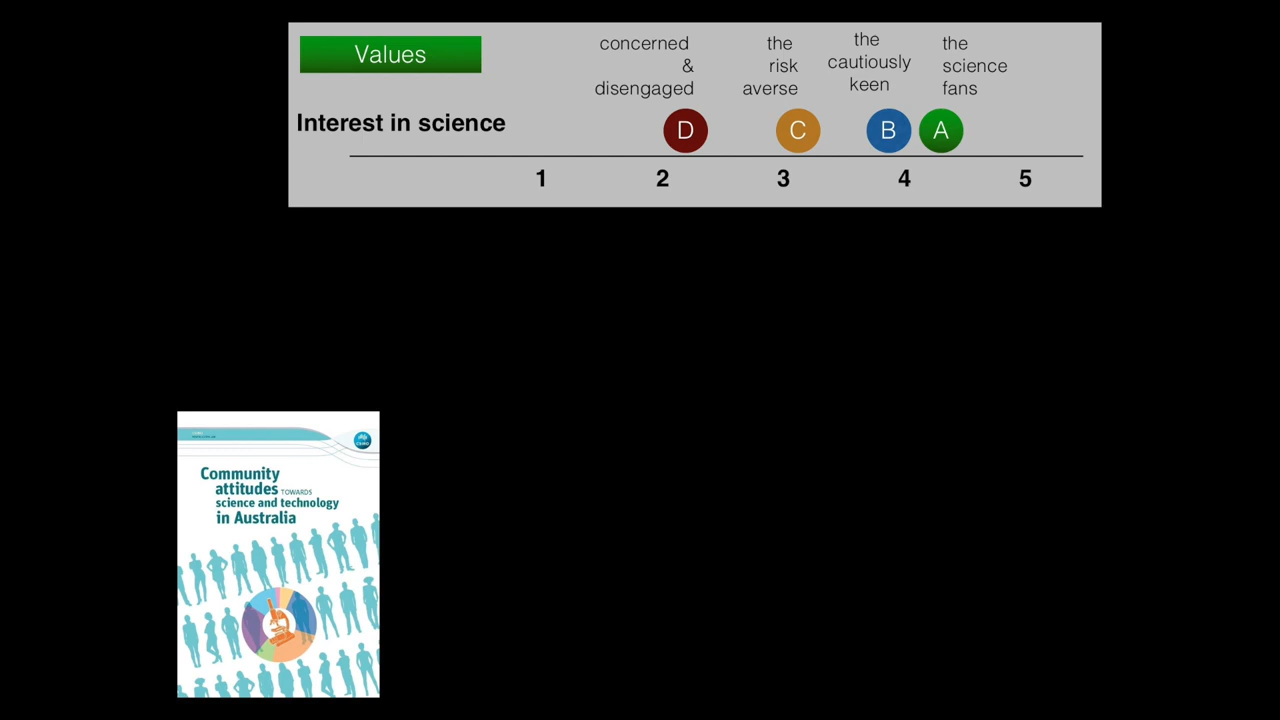 Values
concerned
&
disengaged
the
risk
averse
the
cautiously
keen
the
science
fans
Interest in science
D
C
B
A
1 2 3 4 5
CSIRO
Community
attitudes TOWARDS
science and technology
in Australia